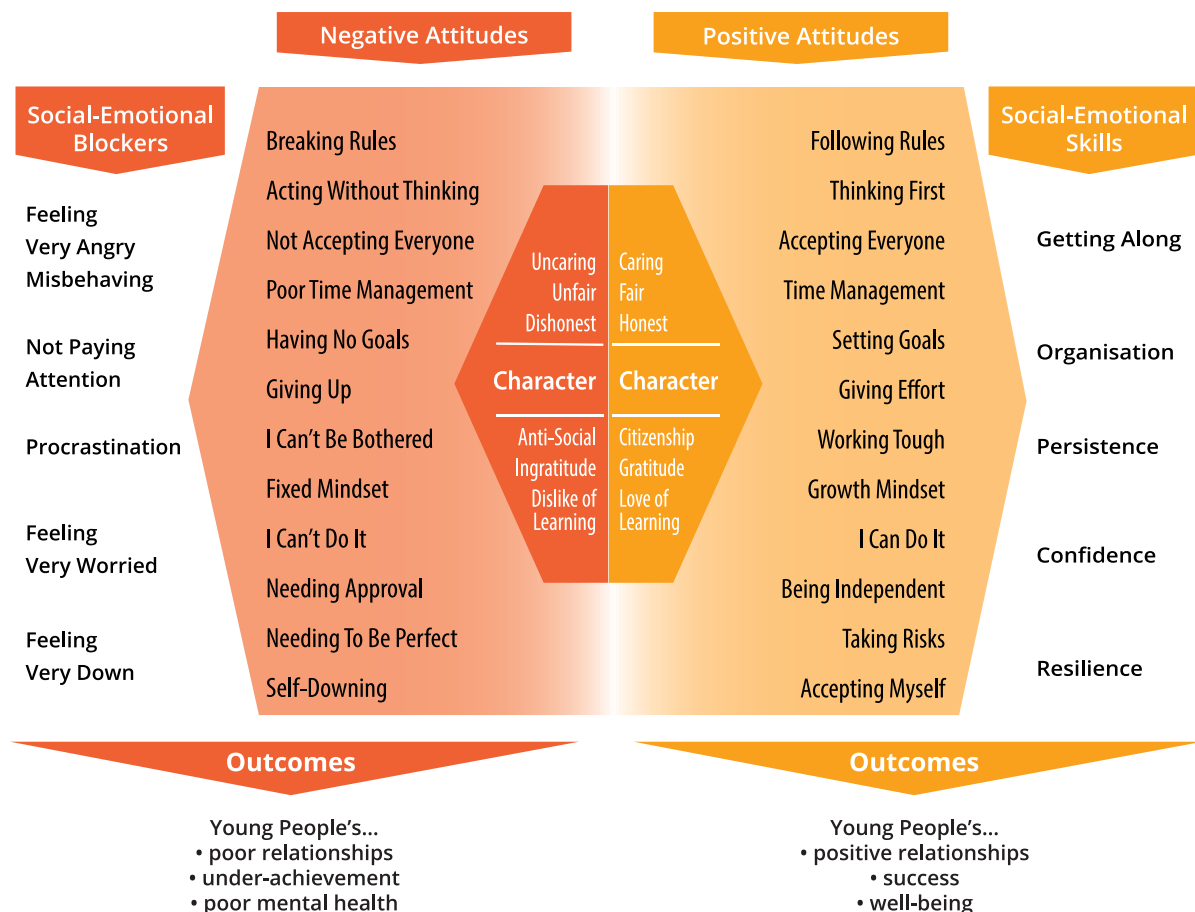 Negative Attitudes
Positive Attitudes
Social-Emotional
Blockers
Feeling
Very Angry
Misbehaving
Not Paying
Attention
Procrastination
Feeling
Very Worried
Feeling
Very Down
Breaking Rules
Acting Without Thinking
Not Accepting Everyone
Poor Time Management
Having No Goals
Giving Up
I Can't Be Bothered
Fixed Mindset
I Can't Do It
Needing Approval
Needing To Be Perfect
Self-Downing
Uncaring
Unfair
Dishonest
Character
Anti-Social
Ingratitude
Dislike of
Learning
Caring
Fair
Honest
Character
Citizenship
Gratitude
Love of
Learning
Following Rules
Thinking First
Accepting Everyone
Time Management
Setting Goals
Giving Effort
Working Tough
Growth Mindset
I Can Do It
Being Independent
Taking Risks
Accepting Myself
Social-Emotional
Skills
Getting Along
Organisation
Persistence
Confidence
Resilience
Outcomes
Young People's...
• poor relationships
• under-achievement
• poor mental health
Outcomes
Young People's...
• positive relationships
• success
• well-being